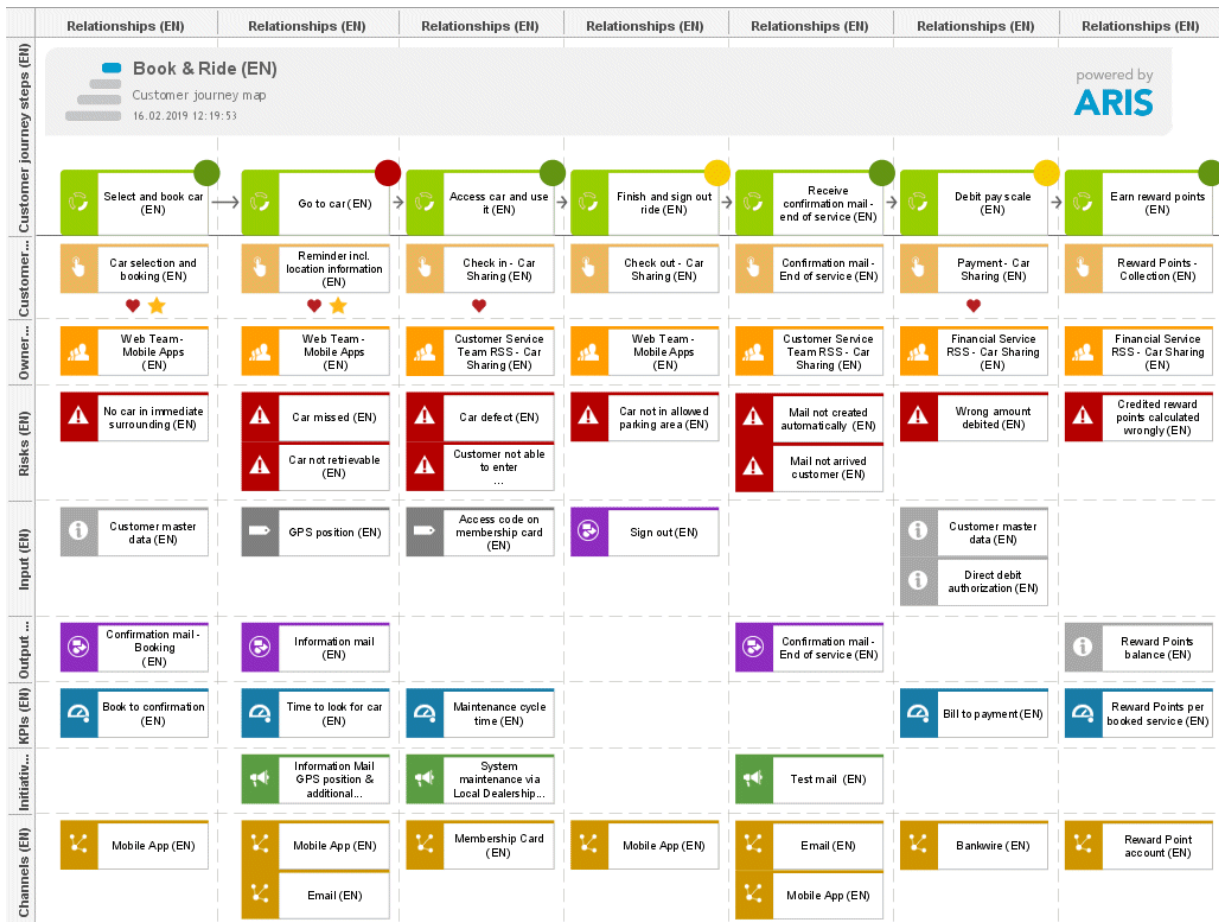 Relationships (EN) Relationships (EN) Relationships (EN) Relationships (EN) Relationships (EN) Relationships (EN) Relationships (EN)
Customer journey steps (EN)
Book & Ride (EN)
Customer journey map
16.02.2019 12:19:53
powered by
ARIS
Select and book car
(EN)
Go to car (EN)
Access car and use
it (EN)
Finish and sign out
ride (EN)
Receive
confirmation mail -
end of service (EN)
Debit pay scale
(EN)
Earn reward points
(EN)
Customer...
Car selection and
booking (EN)
Reminder incl.
location information
(EN)
Check in - Car
Sharing (EN)
Check out - Car
Sharing (EN)
Confirmation mail -
End of service (EN)
Payment - Car
Sharing (EN)
Reward Points -
Collection (EN)
Owner...
Web Team -
Mobile Apps
(EN)
Web Team -
Mobile Apps
(EN)
Customer Service
Team RSS - Car
Sharing (EN)
Web Team -
Mobile Apps
(EN)
Customer Service
Team RSS - Car
Sharing (EN)
Financial Service
RSS - Car Sharing
(EN)
Financial Service
RSS - Car Sharing
(EN)
Risks (EN)
No car in immediate
surrounding (EN)
Car missed (EN)
Car defect (EN)
Car not in allowed
parking area (EN)
Mail not created
automatically (EN)
Wrong amount
debited (EN)
Credited reward
points calculated
wrongly (EN)
Car not retrievable
(EN)
Customer not able
to enter
...
Mail not arrived
customer (EN)
Input (EN)
Customer master
data (EN)
GPS position (EN)
Access code on
membership card
(EN)
Sign out (EN)
Customer master
data (EN)
Direct debit
authorization (EN)
Output ...
Confirmation mail -
Booking
(EN)
Information mail
(EN)
Confirmation mail -
End of service (EN)
Reward Points
balance (EN)
KPIs (EN)
Book to confirmation
(EN)
Time to look for car
(EN)
Maintenance cycle
time (EN)
Bill to payment (EN)
Reward Points per
booked service (EN)
Initiativ...
Information Mail
GPS position &
additional...
System
maintenance via
Local Dealership...
Test mail (EN)
Channels (EN)
Mobile App (EN)
Mobile App (EN)
Membership Card
(EN)
Mobile App (EN)
Email (EN)
Bankwire (EN)
Reward Point
account (EN)
Email (EN)
Mobile App (EN)